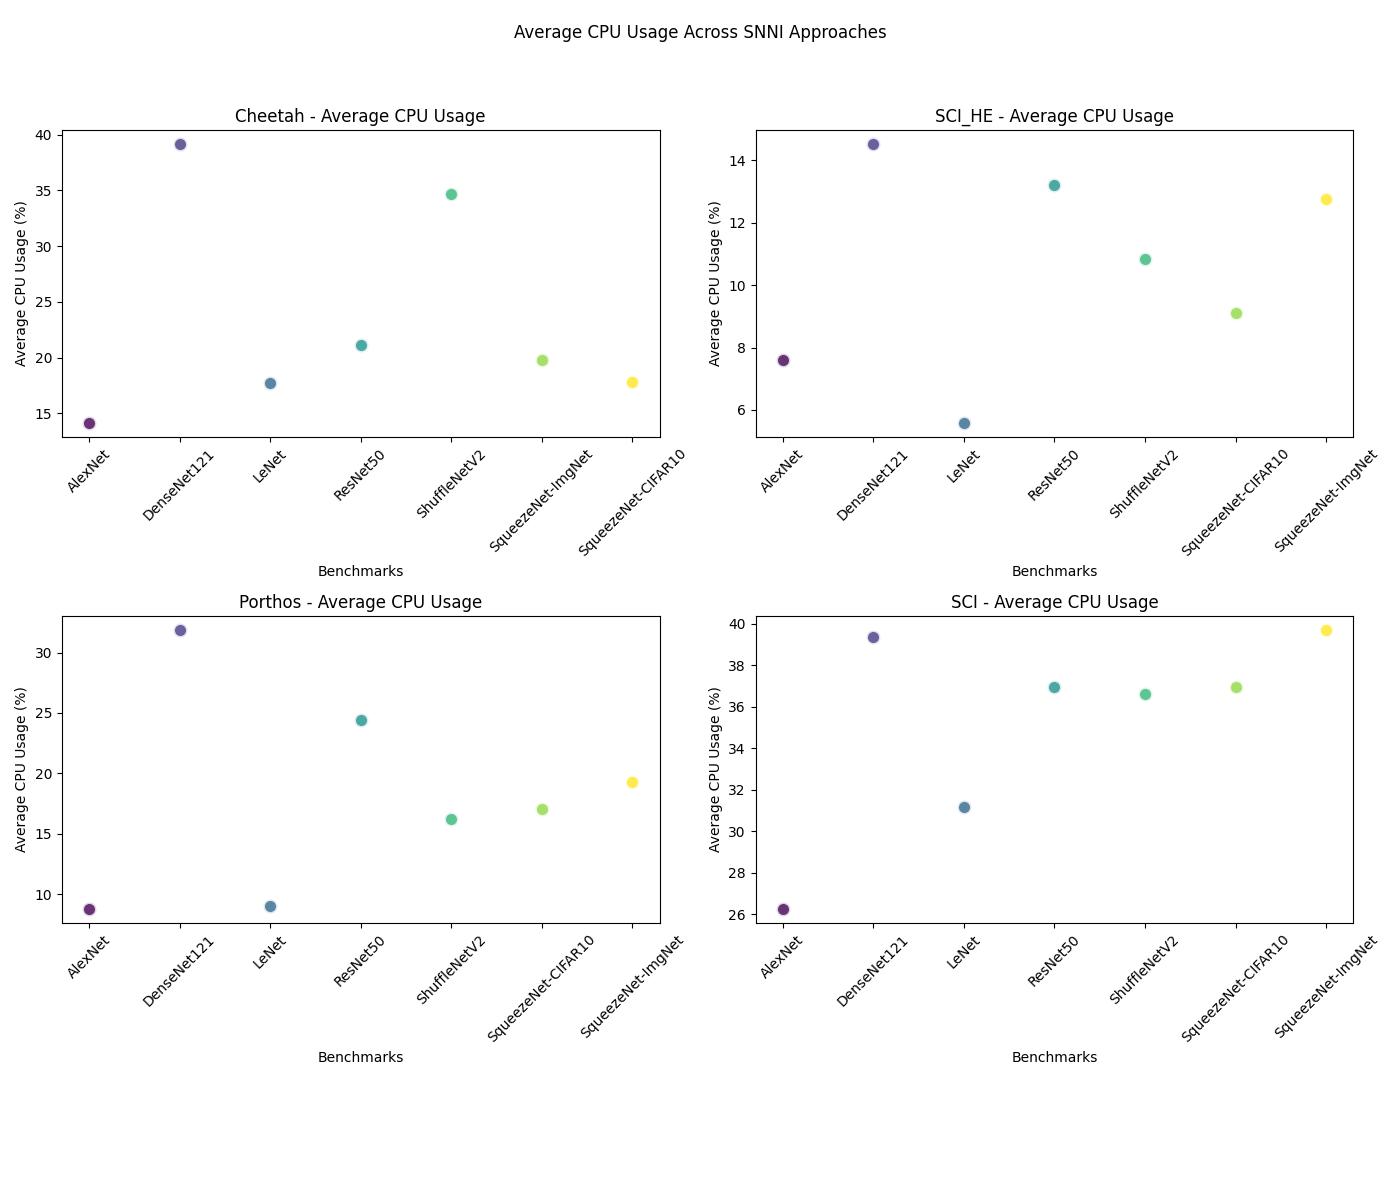 Average CPU Usage Across SNNI Approaches
Cheetah - Average CPU Usage
Average CPU Usage (%)
40
35
30
25
20
15
AlexNet
DenseNet121
LeNet
ResNet50
ShuffleNetV2
SqueezeNet-ImgNet
SqueezeNet-CIFAR10
Benchmarks
SCI_HE - Average CPU Usage
Average CPU Usage (%)
14
12
10
8
6
AlexNet
DenseNet121
LeNet
ResNet50
ShuffleNetV2
SqueezeNet-CIFAR10
SqueezeNet-ImgNet
Benchmarks
Porthos - Average CPU Usage
Average CPU Usage (%)
30
25
20
15
10
AlexNet
DenseNet121
LeNet
ResNet50
ShuffleNetV2
SqueezeNet-CIFAR10
SqueezeNet-ImgNet
Benchmarks
SCI - Average CPU Usage
Average CPU Usage (%)
40
38
36
34
32
30
28
26
AlexNet
DenseNet121
LeNet
ResNet50
ShuffleNetV2
SqueezeNet-CIFAR10
SqueezeNet-ImgNet
Benchmarks